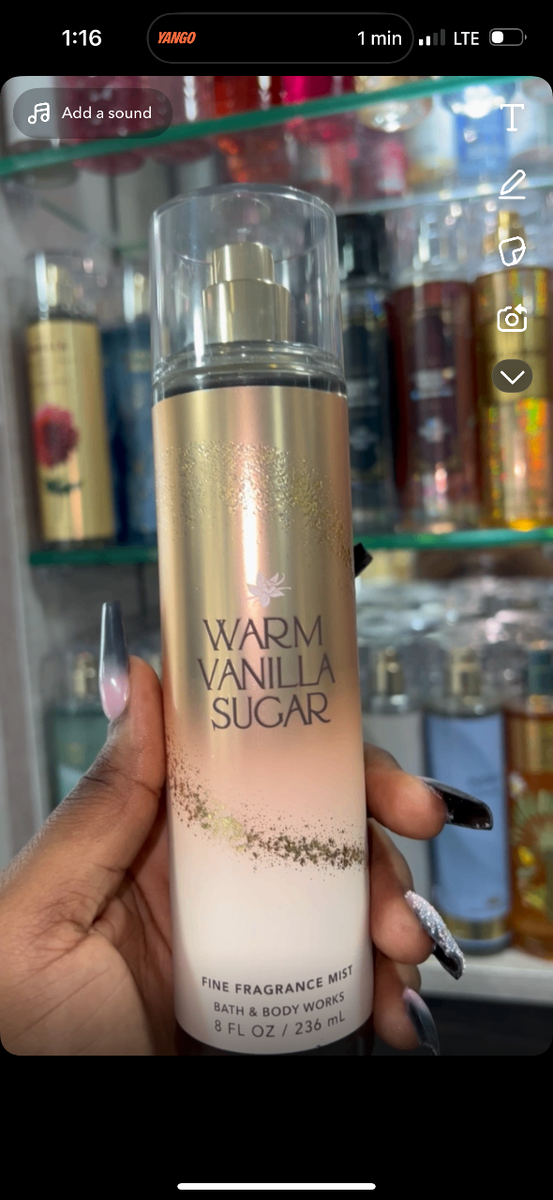 1:16
YANGO
1 min
LTE
Add a sound
T
WARM
VANILLA
SUGAR
FINE FRAGRANCE MIST
BATH & BODY WORKS
8 FL OZ / 236 mL